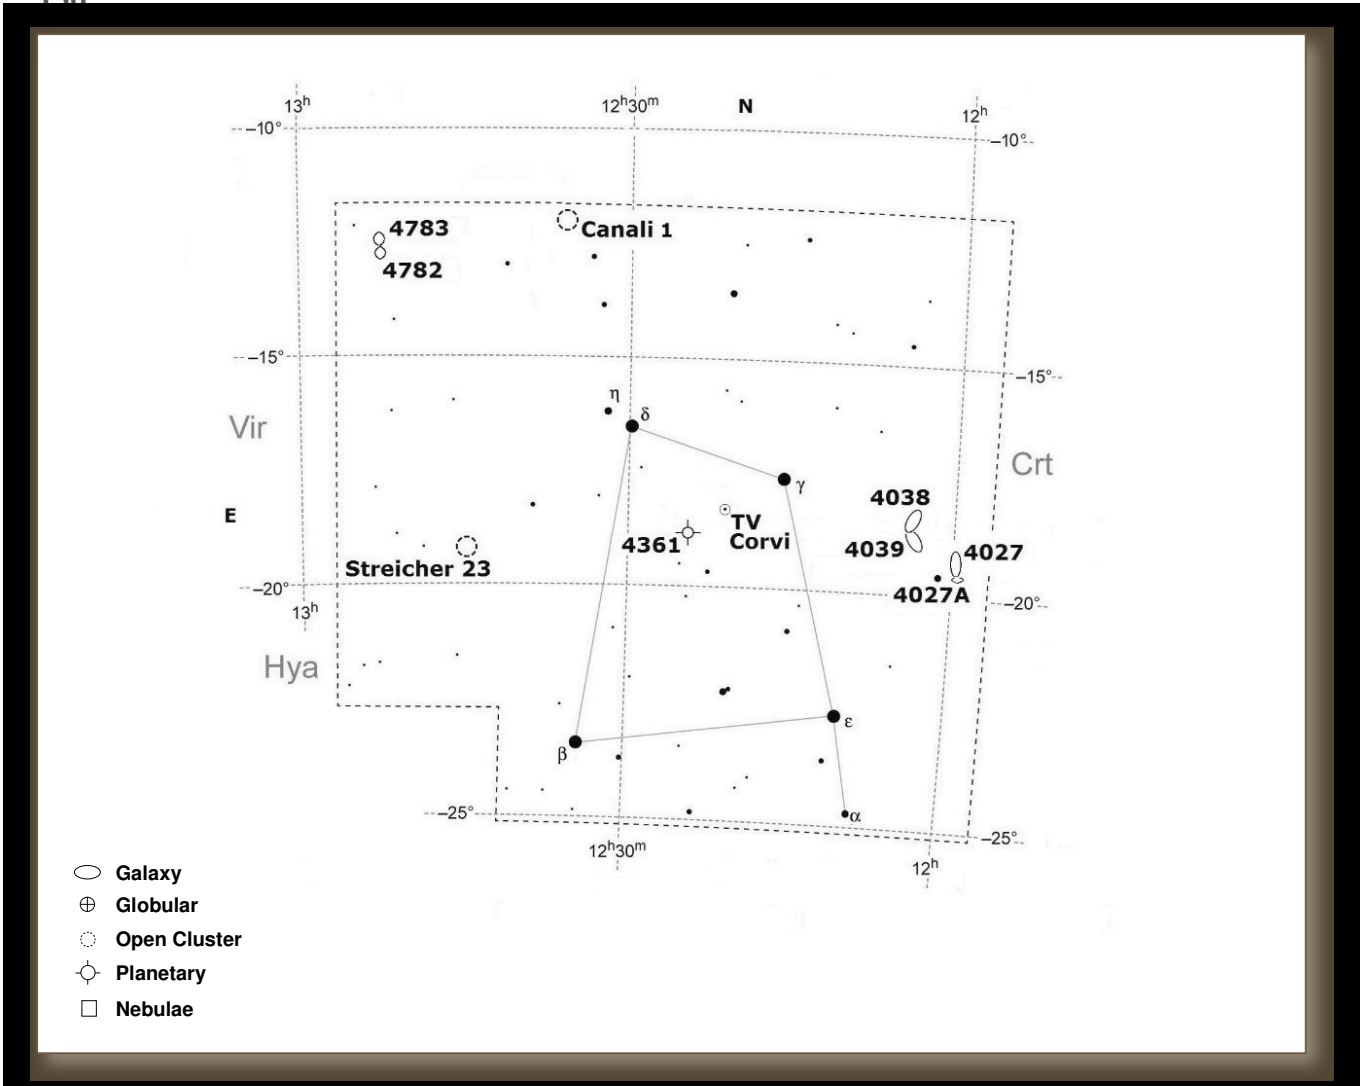 13h
12h30m
N
12h
–10°
–10°
4783
Canali 1
4782
–15°
–15°
η
δ
Vir
Crt
γ
4038
E
TV
Corvi
4361
4039
4027
Streicher 23
–20°
4027A
–20°
13h
Hya
ε
β
–25°
α
–25°
12h30m
12h
Galaxy
Globular
Open Cluster
Planetary
Nebulae